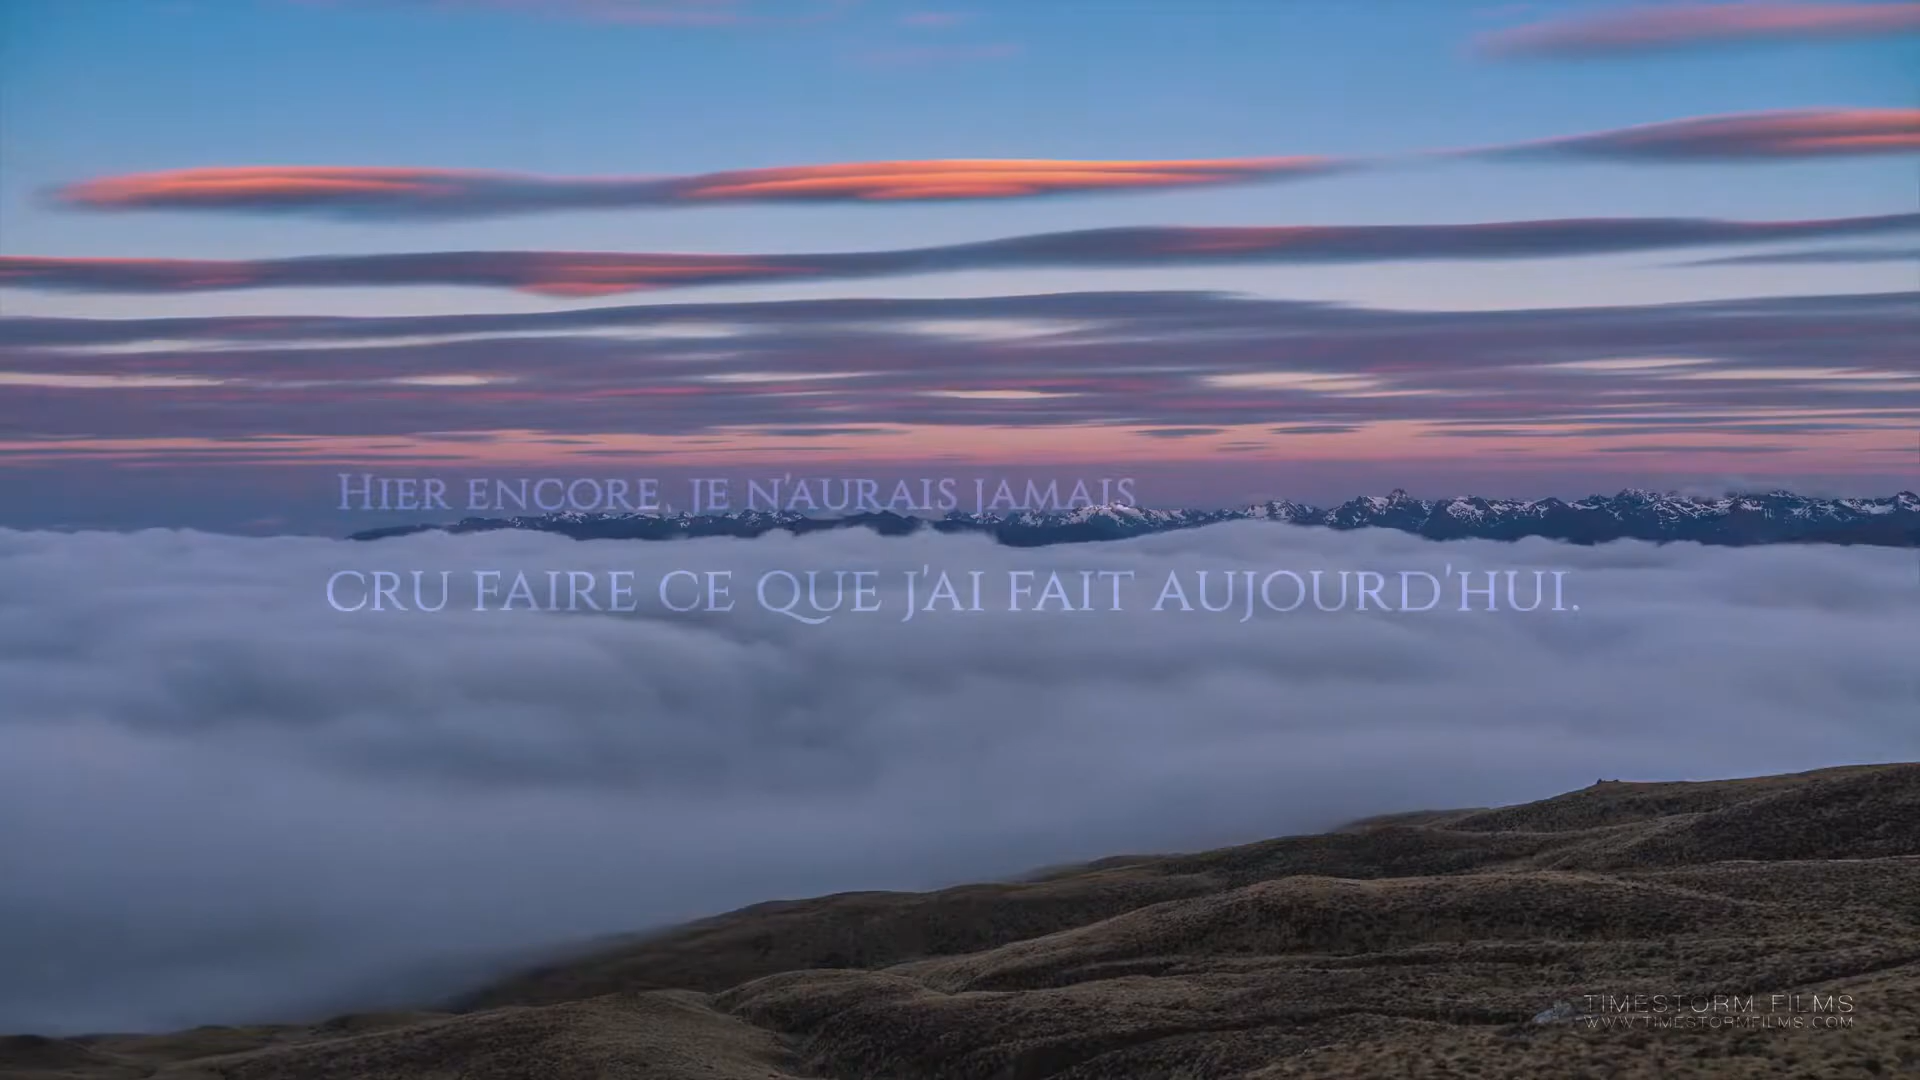 Hier encore, je n'aurais jamais
cru faire ce que j'ai fait aujourd'hui.
TIMESTORM FILMS
WWW.TIMESTORMFILMS.COM